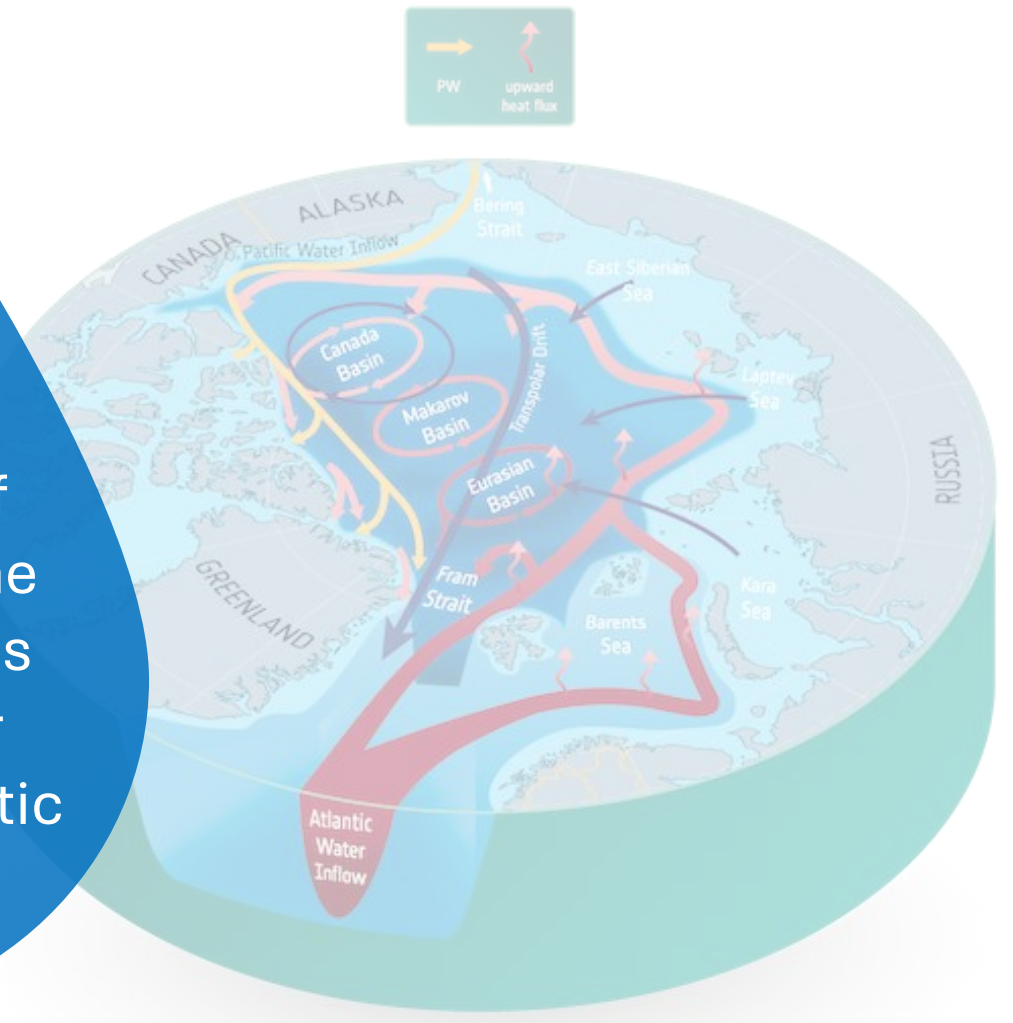 PW
upward
heat flux
ALASKA
Bering
Strait
CANADA
Pacific Water Inflow
East Siberian
Sea
Canada
Basin
Transpolar Drift
Laptev
Sea
Makarov
Basin
RUSSIA
Eurasian
Basin
Fram
Strait
Kara
Sea
GREENLAND
Barents
Sea
s
tic
Atlantic
Water
Inflow